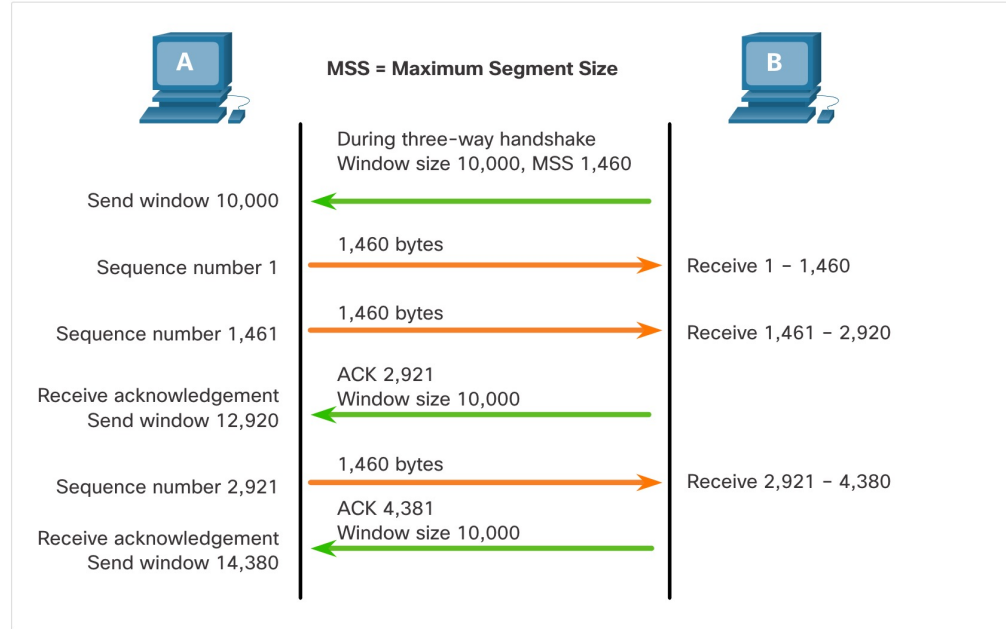 A
MSS = Maximum Segment Size
B
During three-way handshake
Window size 10,000, MSS 1,460
Send window 10,000
1,460 bytes
Sequence number 1
Receive 1 – 1,460
1,460 bytes
Sequence number 1,461
Receive 1,461 – 2,920
ACK 2,921
Window size 10,000
Receive acknowledgement
Send window 12,920
1,460 bytes
Sequence number 2,921
Receive 2,921 – 4,380
ACK 4,381
Window size 10,000
Receive acknowledgement
Send window 14,380